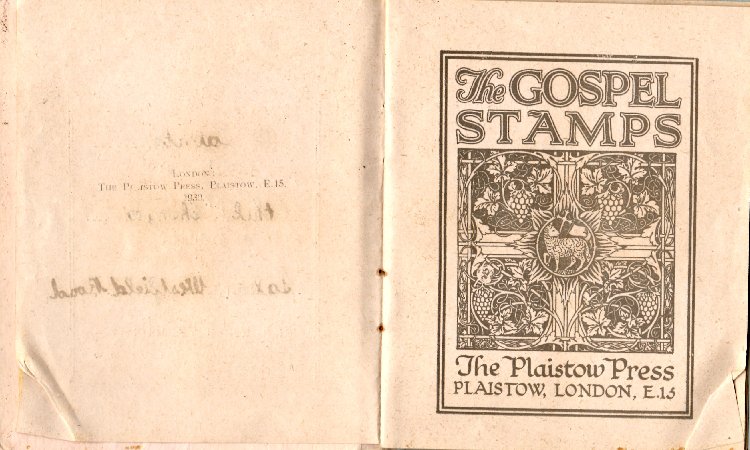 LONDON:
THE PLAISTOW PRESS, PLAISTOW, E.15.
The GOSPEL
STAMPS
The Plaistow Press
PLAISTOW, LONDON, E.15